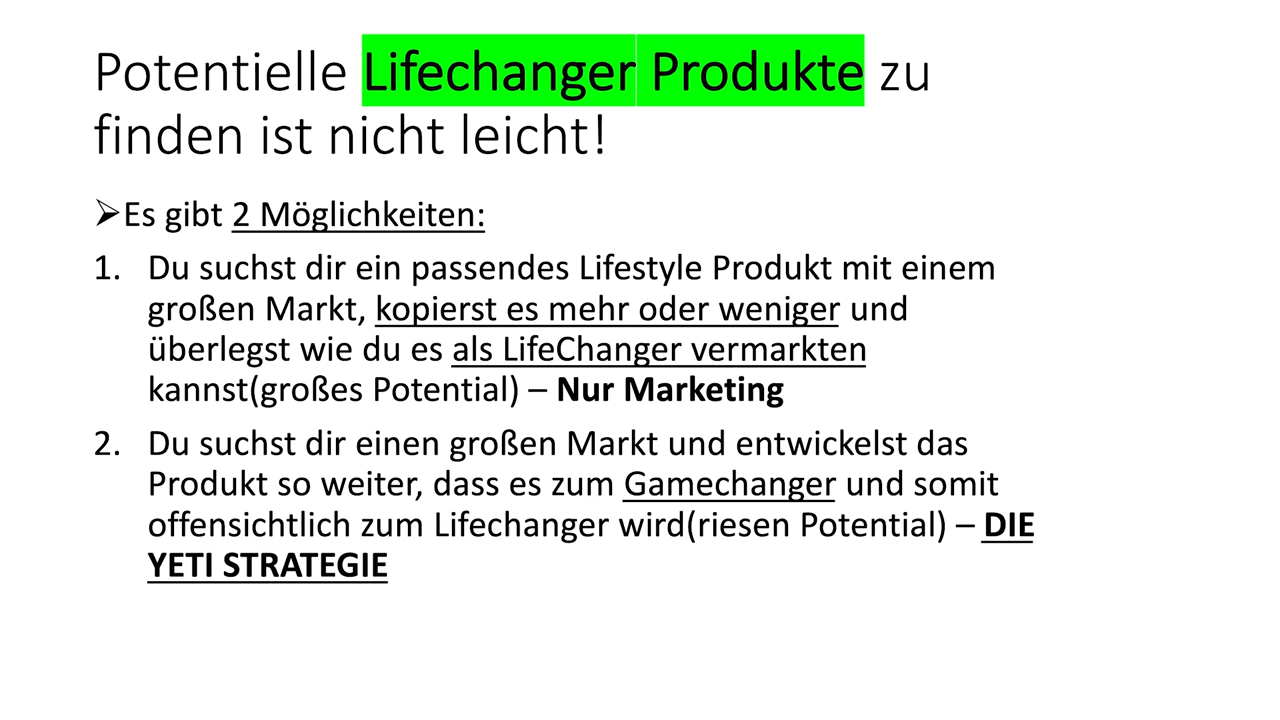 Potentielle Lifechanger Produkte zu
finden ist nicht leicht!
➢Es gibt 2 Möglichkeiten:
1. Du suchst dir ein passendes Lifestyle Produkt mit einem
großen Markt, kopierst es mehr oder weniger und
überlegst wie du es als LifeChanger vermarkten
kannst(großes Potential) – Nur Marketing
2. Du suchst dir einen großen Markt und entwickelst das
Produkt so weiter, dass es zum Gamechanger und somit
offensichtlich zum Lifechanger wird(riesen Potential) – DIE
YETI STRATEGIE